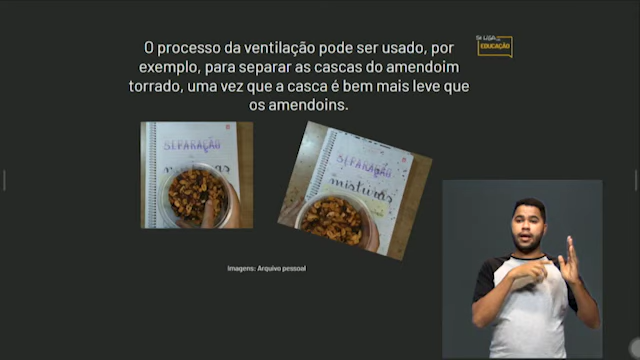 O processo da ventilação pode ser usado, por
exemplo, para separar as cascas do amendoim
torrado, uma vez que a casca é bem mais leve que
os amendoins.
SE LIGA
EDUCAÇÃO
SEPARAÇÃO
SEPARAÇÃO
misturas
Imagens: Arquivo pessoal